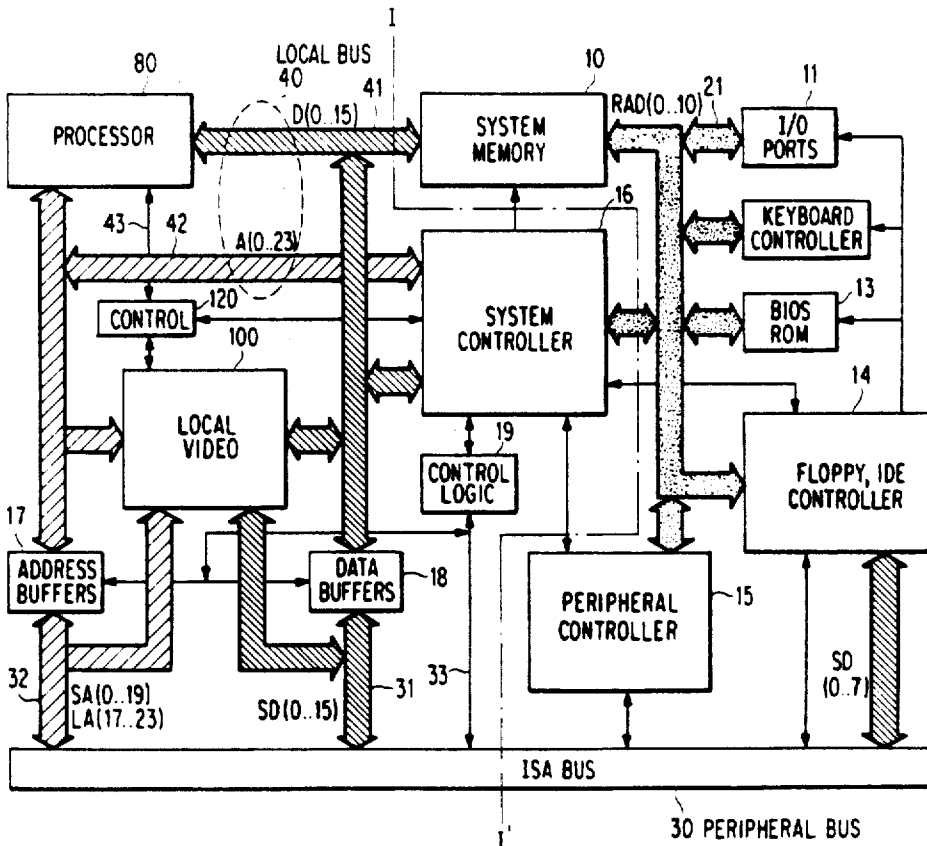 I
LOCAL BUS
80
40
41
10
RAD(0..10)
21
11
PROCESSOR
D(0..15)
SYSTEM
MEMORY
I/O
PORTS
43
42
A(0..23)
16
KEYBOARD
CONTROLLER
120
CONTROL
100
SYSTEM
CONTROLLER
13
BIOS
ROM
14
LOCAL
VIDEO
19
CONTROL
LOGIC
FLOPPY, IDE
CONTROLLER
17
ADDRESS
BUFFERS
DATA
BUFFERS
18
PERIPHERAL
CONTROLLER
15
32
SA(0..19)
LA(17..23)
SD(0..15)
31
33
SD
(0..7)
ISA BUS
I'
30 PERIPHERAL BUS